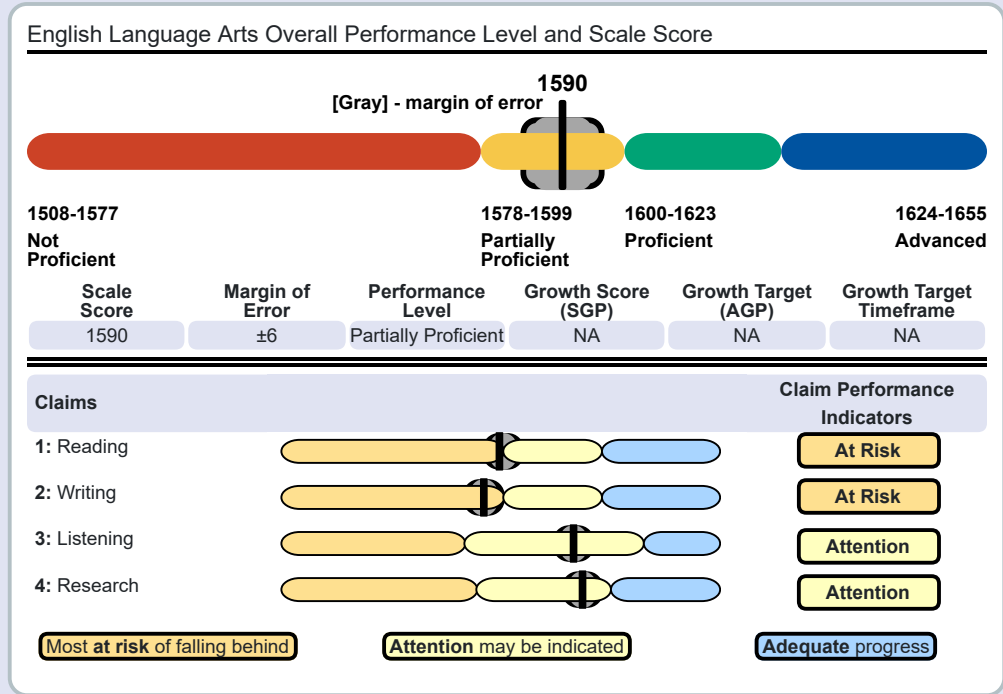 English Language Arts Overall Performance Level and Scale Score
1590
[Gray] - margin of error
1508-1577
Not
Proficient
1578-1599
Partially
Proficient
1600-1623
Proficient
1624-1655
Advanced
Scale
Score
Margin of
Error
Performance
Level
Growth Score
(SGP)
Growth Target
(AGP)
Growth Target
Timeframe
1590
±6
Partially Proficient
NA
NA
NA
Claims
Claim Performance
Indicators
1: Reading
At Risk
2: Writing
At Risk
3: Listening
Attention
4: Research
Attention
Most at risk of falling behind
Attention may be indicated
Adequate progress